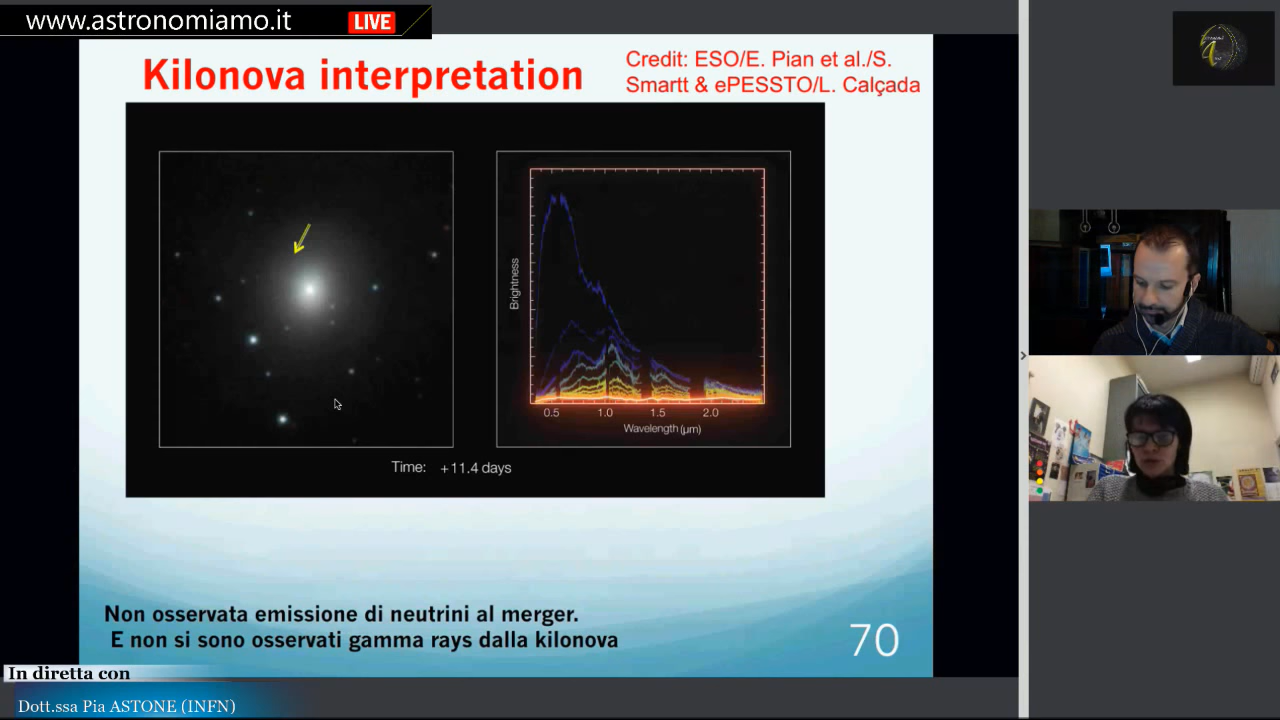 www.astronomiamo.it LIVE
Kilonova interpretation
Credit: ESO/E. Pian et al./S.
Smartt & ePESSTO/L. Calçada
Brightness
0.5 1.0 1.5 2.0
Wavelength (μm)
Time: +11.4 days
Non osservata emissione di neutrini al merger.
E non si sono osservati gamma rays dalla kilonova
70
In diretta con
Dott.ssa Pia ASTONE (INFN)